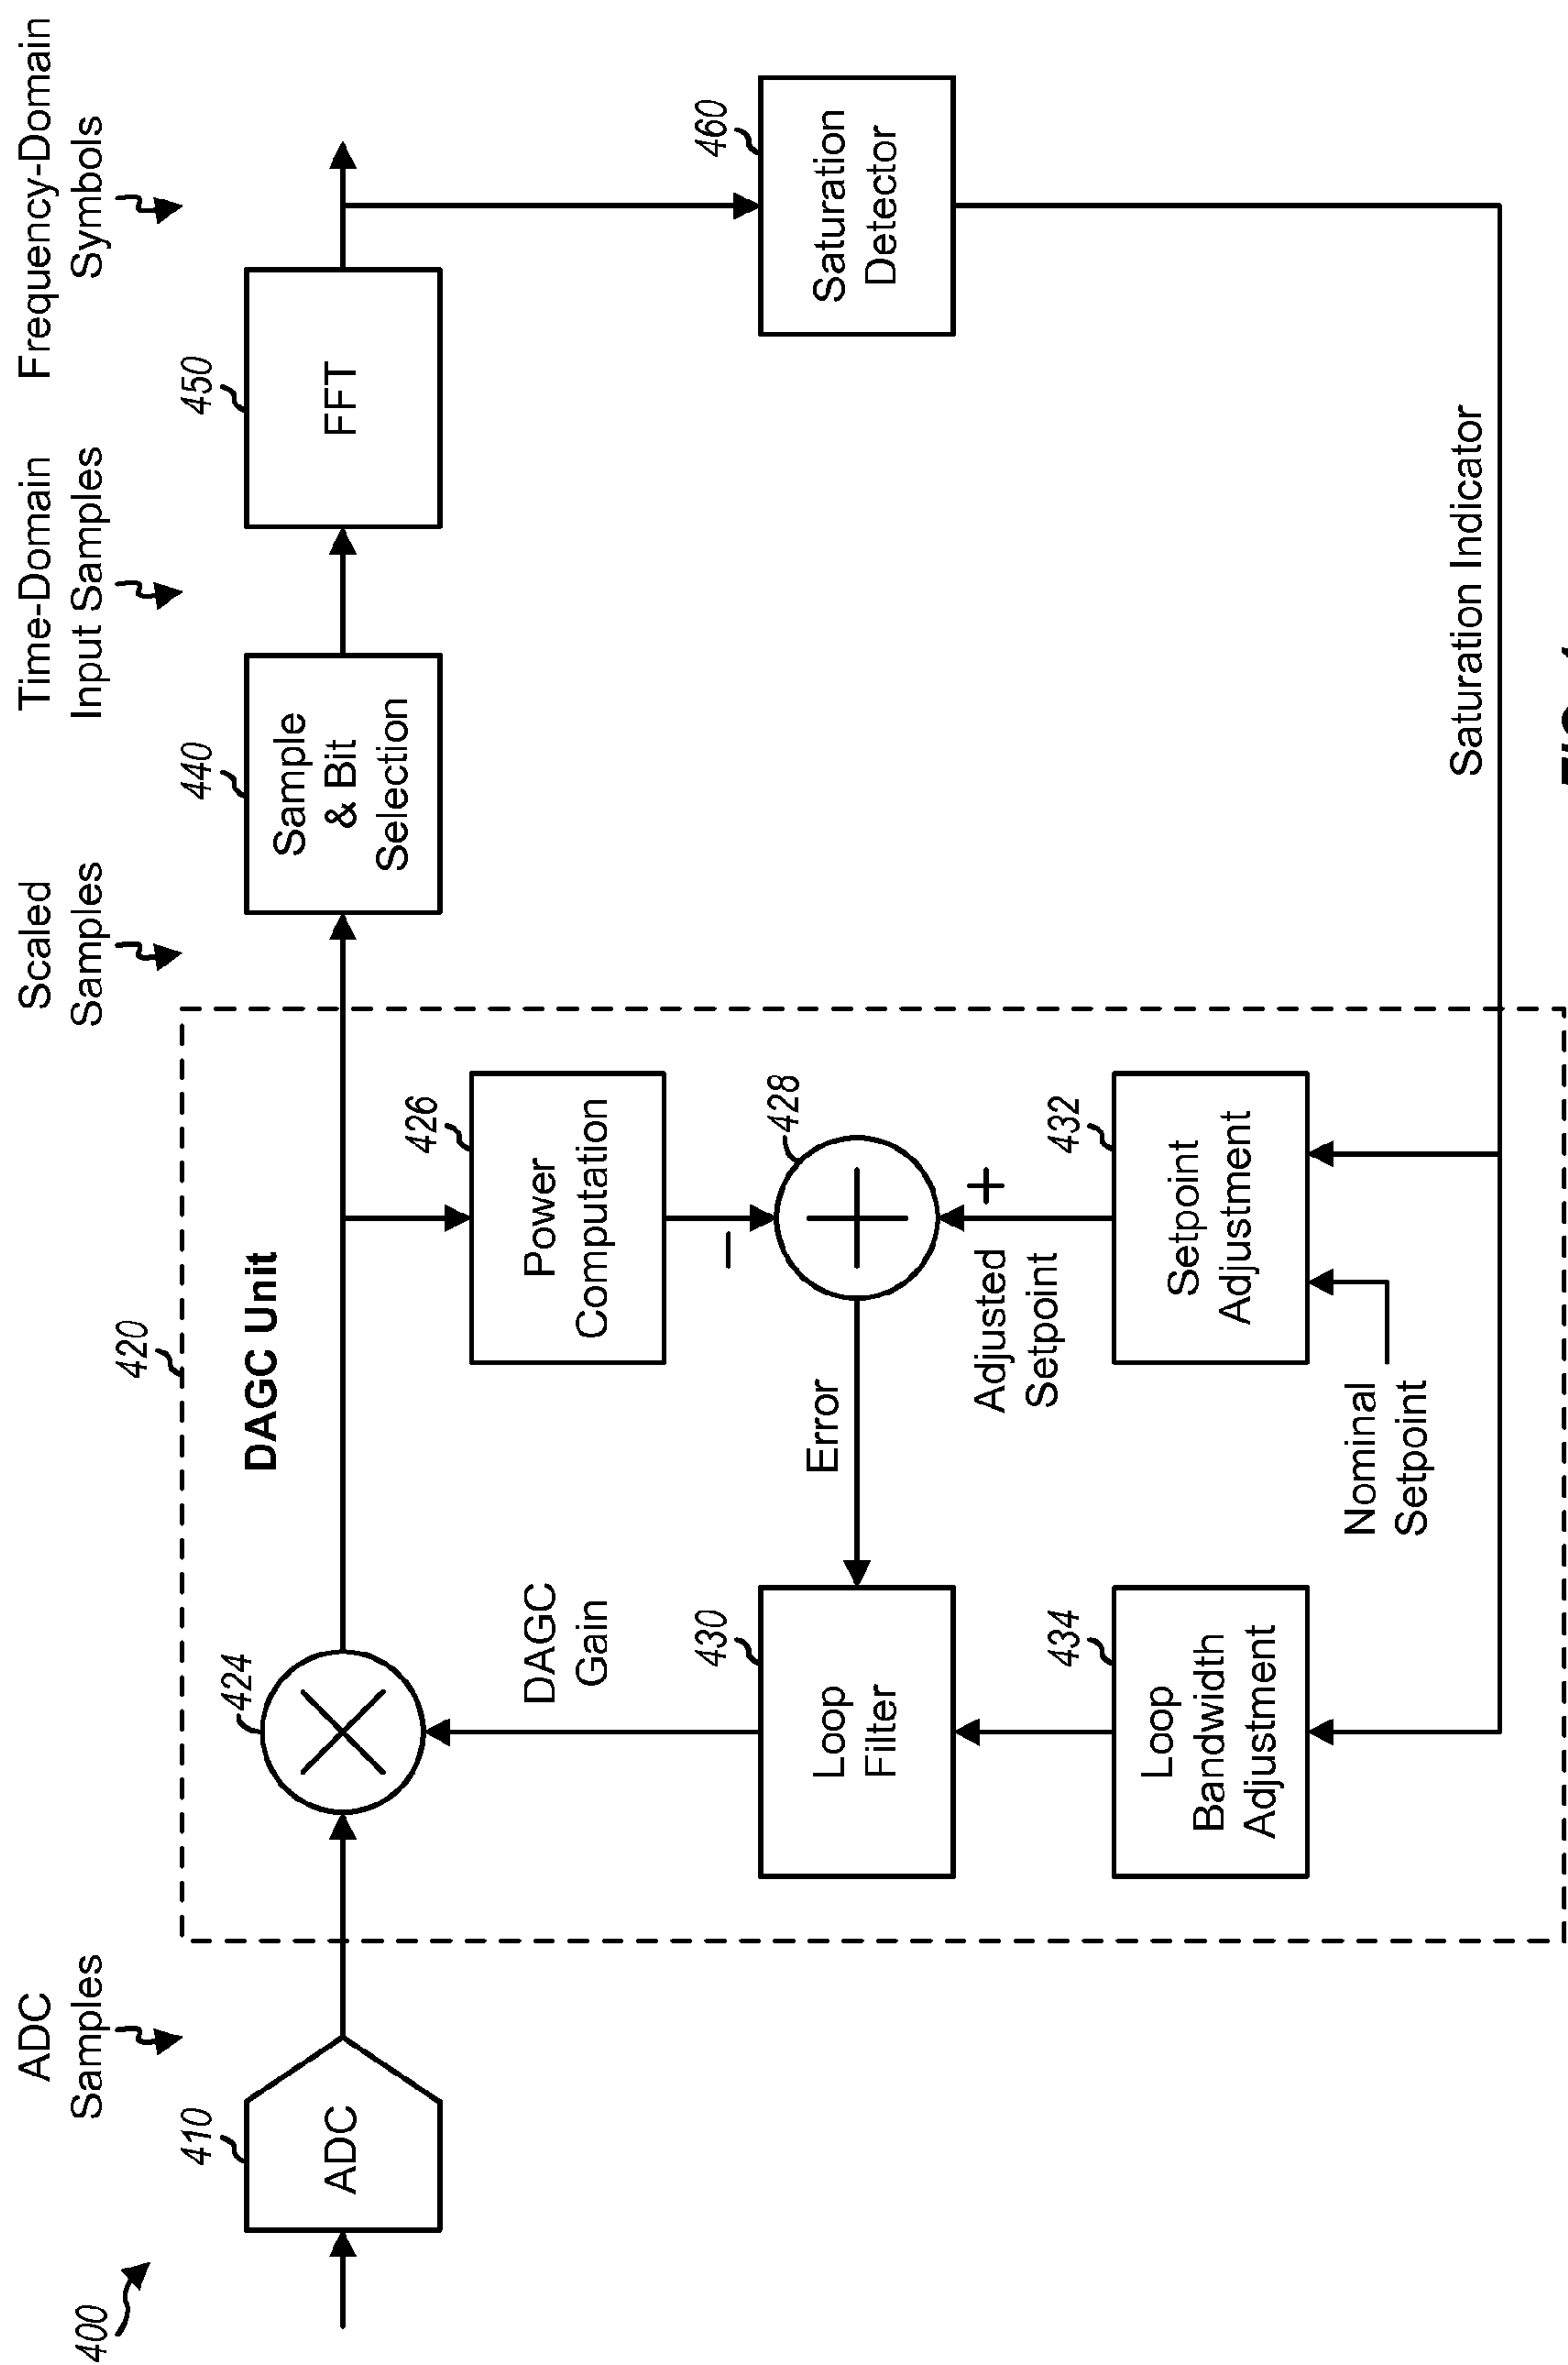 400
ADC
Samples
Scaled
Samples
Time-Domain
Input Samples
Frequency-Domain
Symbols
410
ADC
420
DAGC Unit
424
440
Sample
& Bit
Selection
450
FFT
426
Power
Computation
DAGC
Gain
428
−
+
Error
430
Loop
Filter
460
Saturation
Detector
Adjusted
Setpoint
434
Loop
Bandwidth
Adjustment
432
Setpoint
Adjustment
Nominal
Setpoint
Saturation Indicator